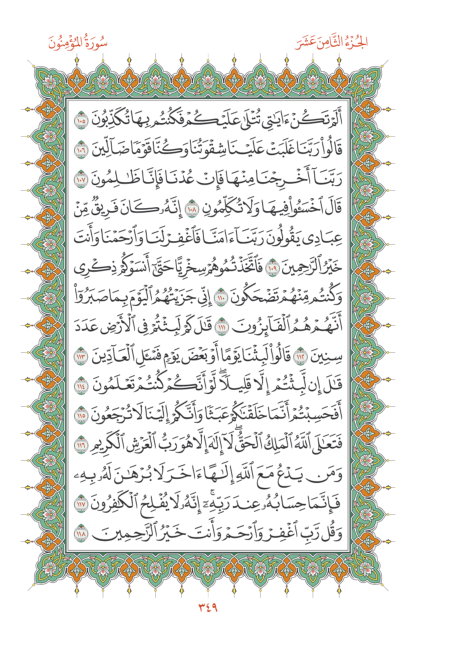 الجُزْءُ الثَّامِنَ عَشَرَ
سُورَةُ المُؤْمِنُونَ
أَلَمْ تَكُنْ ءَايَٰتِى تُتْلَىٰ عَلَيْكُمْ فَكُنتُم بِهَا تُكَذِّبُونَ ١٠٥
قَالُوا۟ رَبَّنَا غَلَبَتْ عَلَيْنَا شِقْوَتُنَا وَكُنَّا قَوْمًا ضَآلِّينَ ١٠٦
رَبَّنَآ أَخْرِجْنَا مِنْهَا فَإِنْ عُدْنَا فَإِنَّا ظَٰلِمُونَ ١٠٧
قَالَ ٱخْسَـُٔوا۟ فِيهَا وَلَا تُكَلِّمُونِ ١٠٨ إِنَّهُۥ كَانَ فَرِيقٌ مِّنْ
عِبَادِى يَقُولُونَ رَبَّنَآ ءَامَنَّا فَٱغْفِرْ لَنَا وَٱرْحَمْنَا وَأَنتَ
خَيْرُ ٱلرَّٰحِمِينَ ١٠٩ فَٱتَّخَذْتُمُوهُمْ سِخْرِيًّا حَتَّىٰٓ أَنسَوْكُمْ ذِكْرِى
وَكُنتُم مِّنْهُمْ تَضْحَكُونَ ١١٠ إِنِّى جَزَيْتُهُمُ ٱلْيَوْمَ بِمَا صَبَرُوٓا۟
أَنَّهُمْ هُمُ ٱلْفَآئِزُونَ ١١١ قَٰلَ كَمْ لَبِثْتُمْ فِى ٱلْأَرْضِ عَدَدَ
سِنِينَ ١١٢ قَالُوا۟ لَبِثْنَا يَوْمًا أَوْ بَعْضَ يَوْمٍ فَسْـَٔلِ ٱلْعَآدِّينَ ١١٣
قَٰلَ إِن لَّبِثْتُمْ إِلَّا قَلِيلًا لَّوْ أَنَّكُمْ كُنتُمْ تَعْلَمُونَ ١١٤
أَفَحَسِبْتُمْ أَنَّمَا خَلَقْنَٰكُمْ عَبَثًا وَأَنَّكُمْ إِلَيْنَا لَا تُرْجَعُونَ ١١٥
فَتَعَٰلَى ٱللَّهُ ٱلْمَلِكُ ٱلْحَقُّ لَآ إِلَٰهَ إِلَّا هُوَ رَبُّ ٱلْعَرْشِ ٱلْكَرِيمِ ١١٦
وَمَن يَدْعُ مَعَ ٱللَّهِ إِلَٰهًا ءَاخَرَ لَا بُرْهَٰنَ لَهُۥ بِهِۦ
فَإِنَّمَا حِسَابُهُۥ عِندَ رَبِّهِۦٓ إِنَّهُۥ لَا يُفْلِحُ ٱلْكَٰفِرُونَ ١١٧
وَقُل رَّبِّ ٱغْفِرْ وَٱرْحَمْ وَأَنتَ خَيْرُ ٱلرَّٰحِمِينَ ١١٨
٣٤٩